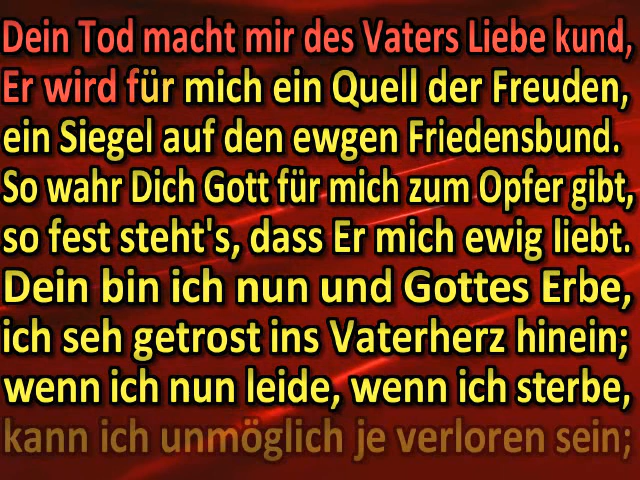 Dein Tod macht mir des Vaters Liebe kund,
Er wird für mich ein Quell der Freuden,
ein Siegel auf den ewgen Friedensbund.
So wahr Dich Gott für mich zum Opfer gibt,
so fest steht's, dass Er mich ewig liebt.
Dein bin ich nun und Gottes Erbe,
ich seh getrost ins Vaterherz hinein;
wenn ich nun leide, wenn ich sterbe,
kann ich unmöglich je verloren sein;